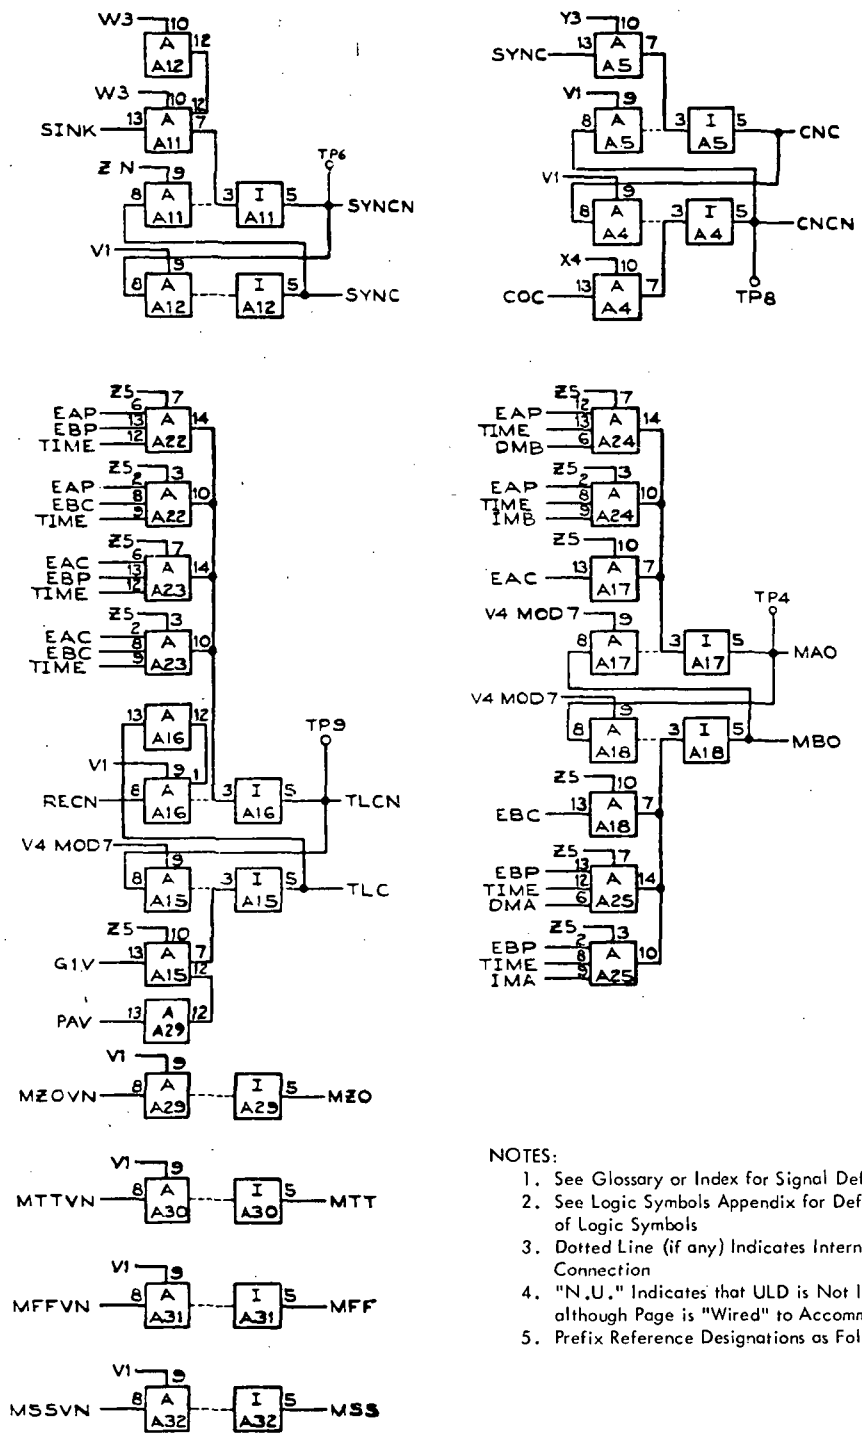 W3 10
A 12
A12
W3 10
12
SINK 13 A 7
A11
TP6
Z N 9
8 A 3 I 5 SYNCN
A11 A11
V1 9
8 A I 5 SYNC
A12 A12
Y3 10
SYNC 13 A 7
A5
V1 9
8 A 3 I 5 CNC
A5 A5
V1 9
8 A 3 I 5 CNCN
A4 A4
X4 10
COC 13 A 7
A4
TP8
Z5 7
EAP 6 A 14
EBP 13
TIME 12 A22
Z5 3
EAP 2 A 10
EBC 8
TIME 9 A22
Z5 7
EAC 6 A 14
EBP 13
TIME 12 A23
Z5 3
EAC 2 A 10
EBC 8
TIME 9 A23
13 A 12
A16
TP9
V1 9 1
RECN 8 A 3 I 5 TLCN
A16 A16
V4 MOD7 9
8 A 3 I 5 TLC
A15 A15
Z5 10
G1V 13 A 7
A15 12
PAV 13 A 12
A29
V1 9
MZOVN 8 A I 5 MZO
A29 A29
V1 9
MTTVN 8 A I 5 MTT
A30 A30
V1 9
MFFVN 8 A I 5 MFF
A31 A31
V1 9
MSSVN 8 A I 5 MSS
A32 A32
Z5 7
EAP 12 A 14
TIME 13
DMB 6 A24
Z5 3
EAP 2 A 10
TIME 8
IMB 9 A24
Z5 10
EAC 13 A 7
A17
TP4
V4 MOD7 9
8 A 3 I 5 MAO
A17 A17
V4 MOD7 9
8 A 3 I 5 MBO
A18 A18
Z5 10
EBC 13 A 7
A18
Z5 7
EBP 13 A 14
TIME 12
DMA 6 A25
Z5 3
EBP 2 A 10
TIME 8
IMA 9 A25
NOTES:
1. See Glossary or Index for Signal Def
2. See Logic Symbols Appendix for Def
of Logic Symbols
3. Dotted Line (if any) Indicates Intern
Connection
4. "N.U." Indicates that ULD is Not I
although Page is "Wired" to Accomm
5. Prefix Reference Designations as Fol